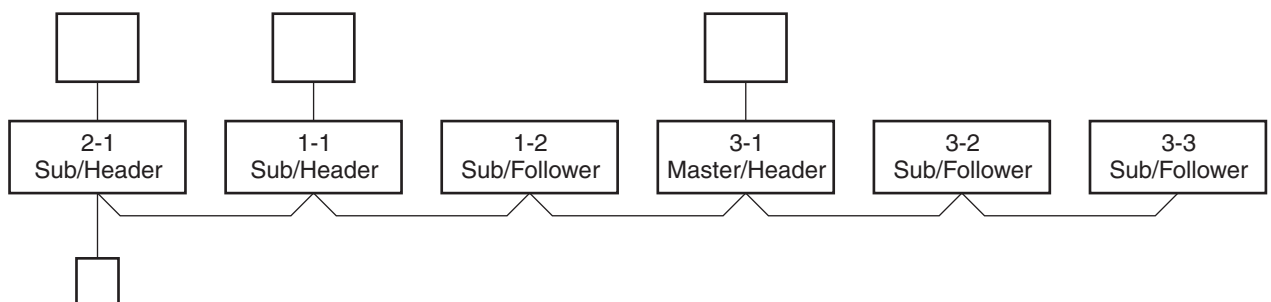 2-1
Sub/Header
1-1
Sub/Header
1-2
Sub/Follower
3-1
Master/Header
3-2
Sub/Follower
3-3
Sub/Follower